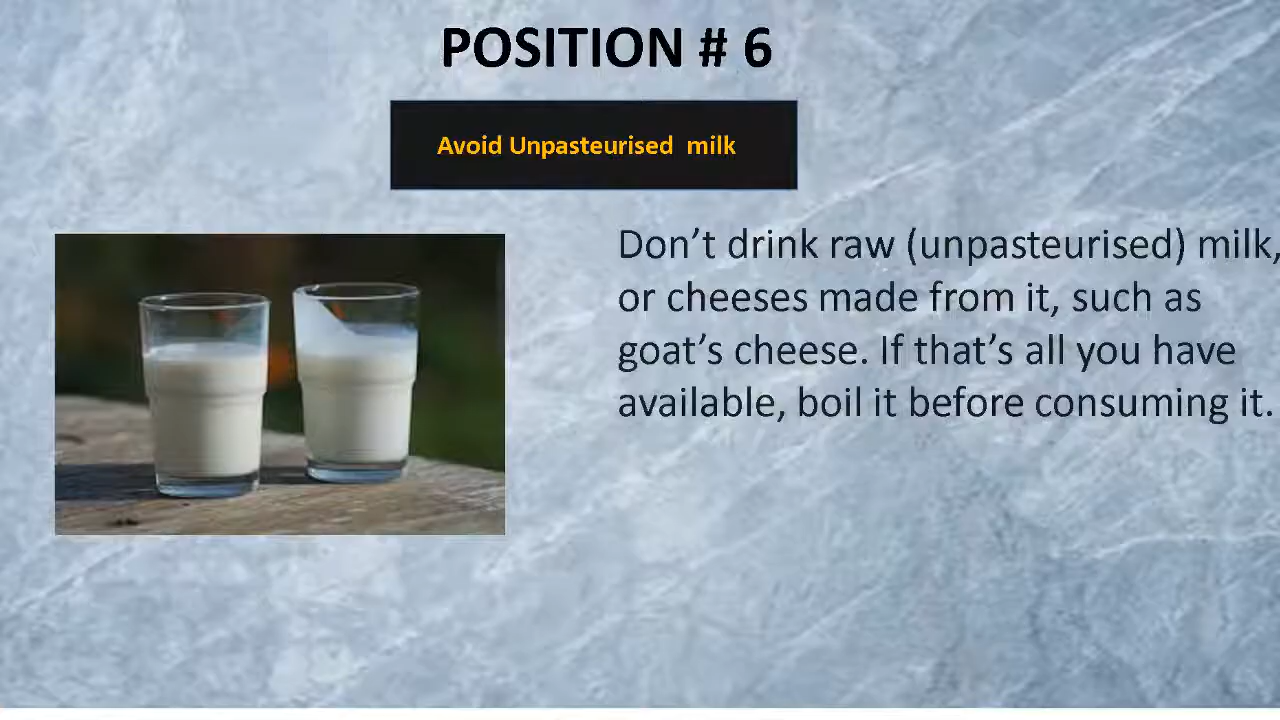 POSITION # 6
Avoid Unpasteurised milk
Don’t drink raw (unpasteurised) milk,
or cheeses made from it, such as
goat’s cheese. If that’s all you have
available, boil it before consuming it.